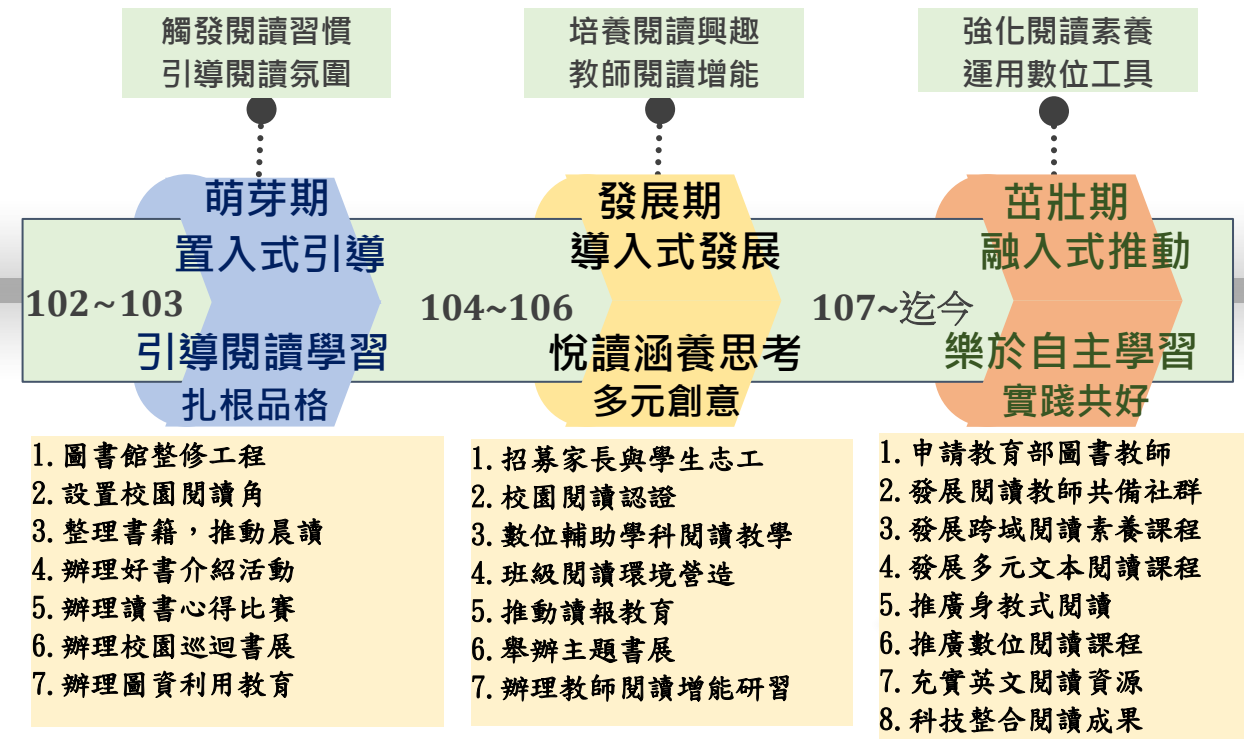 觸發閱讀習慣
引導閱讀氛圍
萌芽期
置入式引導
102~103
引導閱讀學習
扎根品格
1.圖書館整修工程
2.設置校園閱讀角
3.整理書籍，推動晨讀
4.辦理好書介紹活動
5.辦理讀書心得比賽
6.辦理校園巡迴書展
7.辦理圖資利用教育
培養閱讀興趣
教師閱讀增能
發展期
導入式發展
104~106
悅讀涵養思考
多元創意
1.招募家長與學生志工
2.校園閱讀認證
3.數位輔助學科閱讀教學
4.班級閱讀環境營造
5.推動讀報教育
6.舉辦主題書展
7.辦理教師閱讀增能研習
強化閱讀素養
運用數位工具
茁壯期
融入式推動
107~迄今
樂於自主學習
實踐共好
1.申請教育部圖書教師
2.發展閱讀教師共備社群
3.發展跨域閱讀素養課程
4.發展多元文本閱讀課程
5.推廣身教式閱讀
6.推廣數位閱讀課程
7.充實英文閱讀資源
8.科技整合閱讀成果